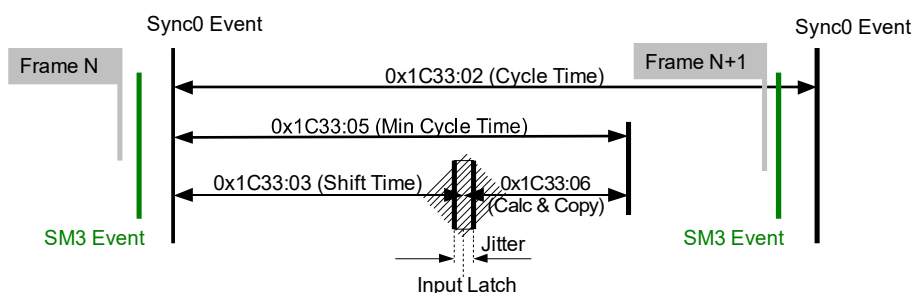 Sync0 Event
Sync0 Event
Frame N
Frame N+1
0x1C33:02 (Cycle Time)
0x1C33:05 (Min Cycle Time)
0x1C33:03 (Shift Time)
0x1C33:06
(Calc & Copy)
SM3 Event
SM3 Event
Jitter
Input Latch